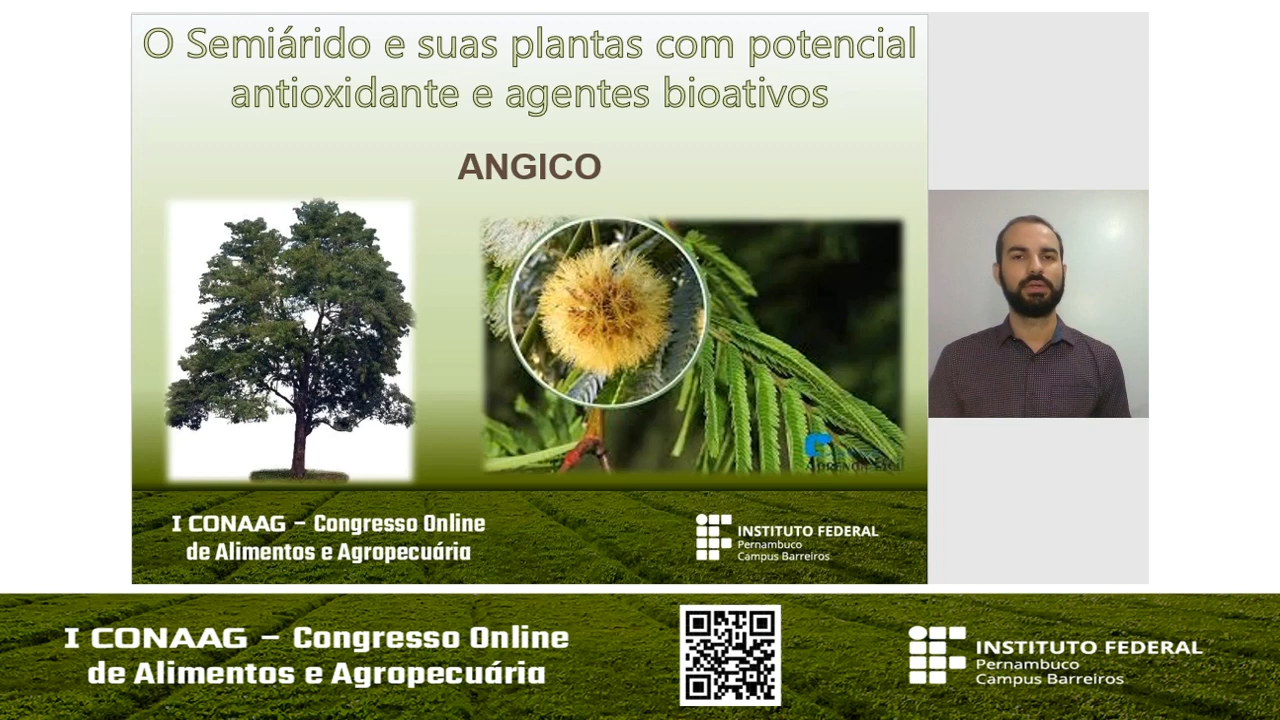 O Semiárido e suas plantas com potencial
antioxidante e agentes bioativos
ANGICO
I CONAAG – Congresso Online
de Alimentos e Agropecuária
INSTITUTO FEDERAL
Pernambuco
Campus Barreiros
I CONAAG – Congresso Online
de Alimentos e Agropecuária
INSTITUTO FEDERAL
Pernambuco
Campus Barreiros